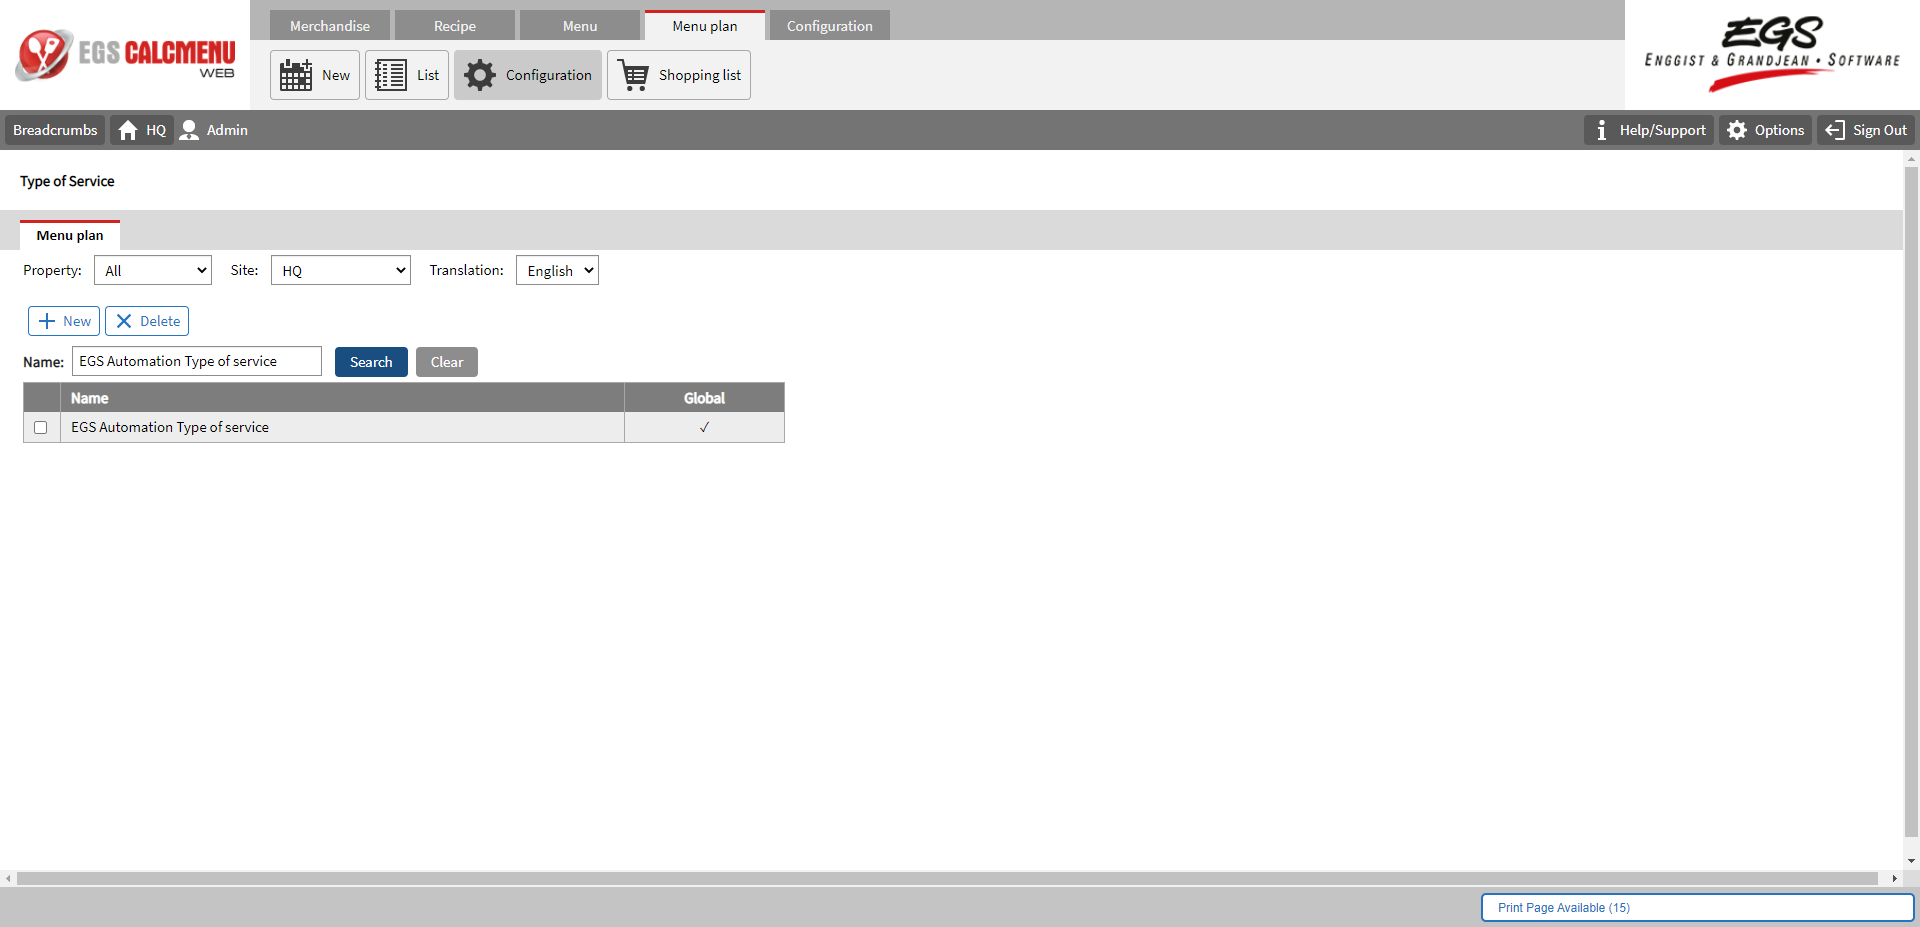 EGS CALCMENU
WEB
Merchandise
Recipe
Menu
Menu plan
Configuration
New
List
Configuration
Shopping list
EGS
ENGGIST & GRANDJEAN • SOFTWARE
Breadcrumbs
HQ
Admin
Help/Support
Options
Sign Out
Type of Service
Menu plan
Property: All
Site: HQ
Translation: English
New
Delete
Name: EGS Automation Type of service
Search
Clear
Name
Global
EGS Automation Type of service
✓
Print Page Available (15)